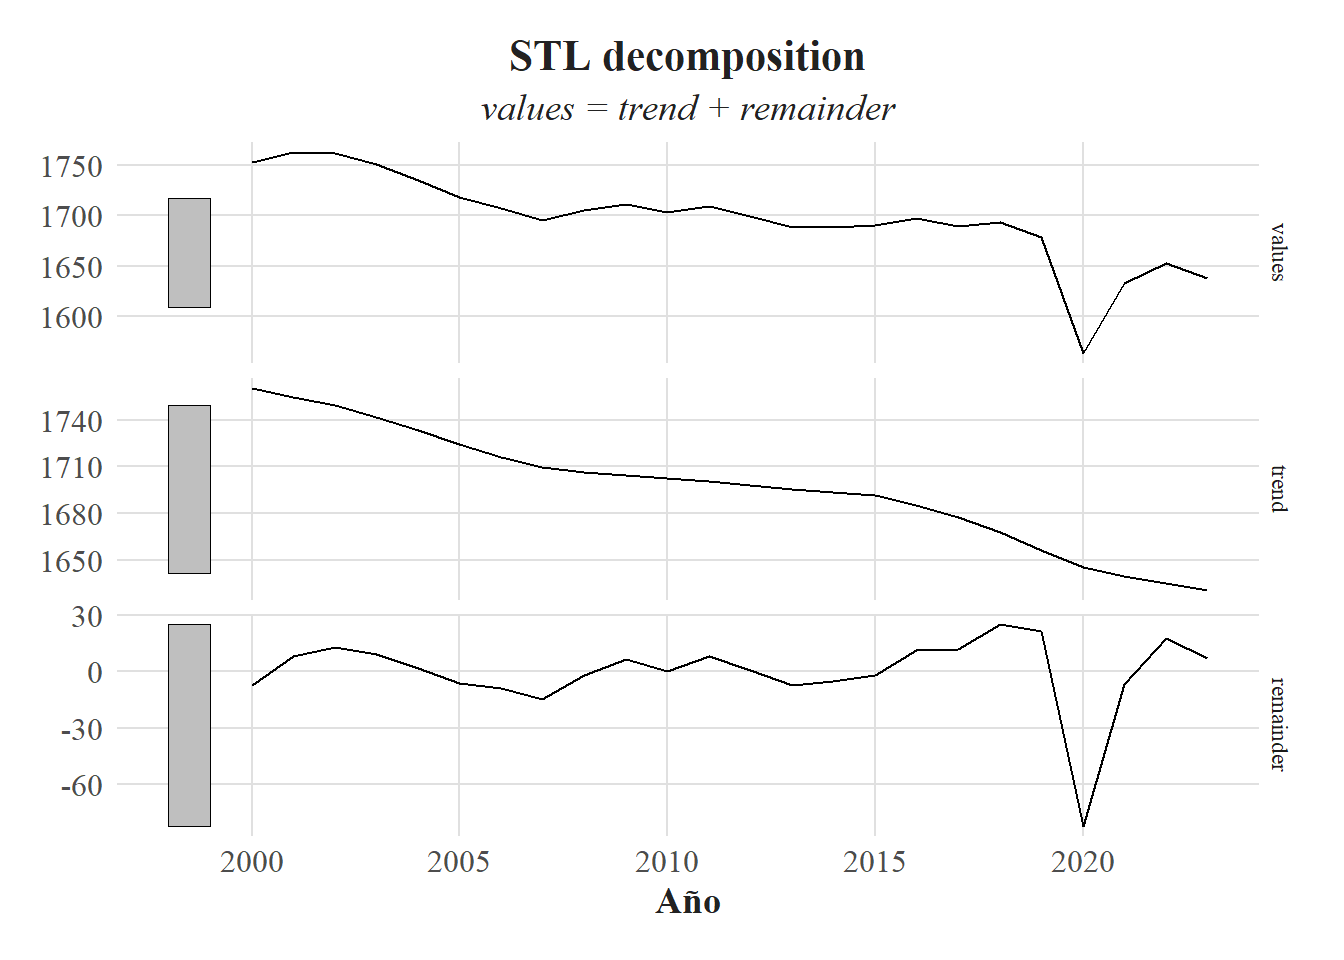 STL decomposition
values = trend + remainder
1750
1700
1650
1600
values
1740
1710
1680
1650
trend
30
0
-30
-60
remainder
2000 2005 2010 2015 2020
Año